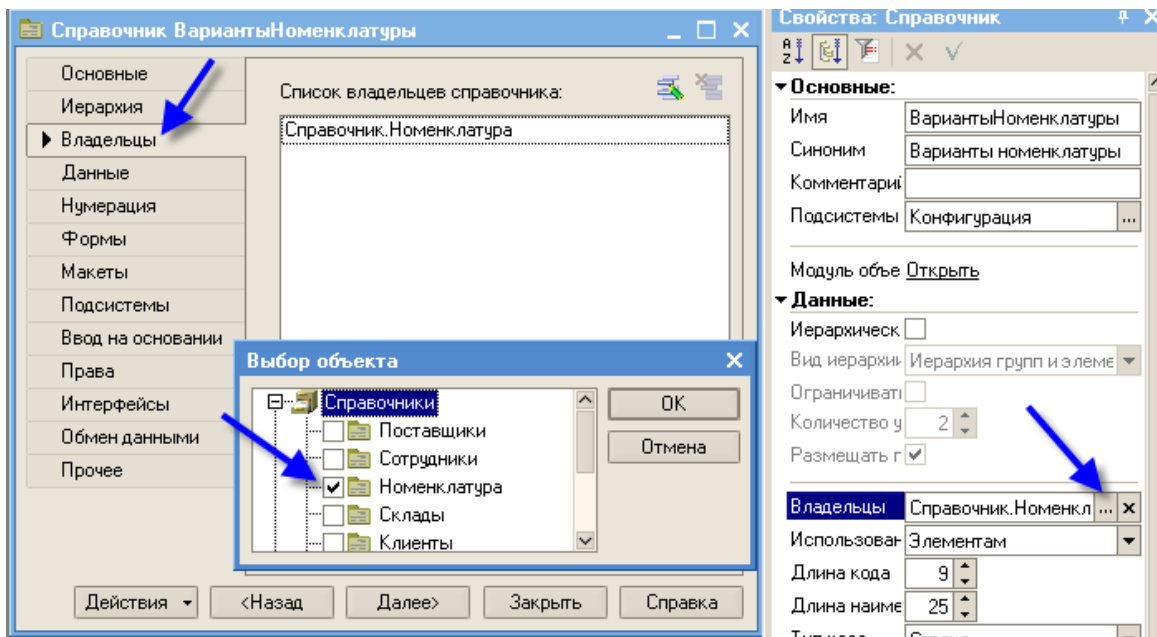 Справочник ВариантыНоменклатуры
Основные
Иерархия
Владельцы
Данные
Нумерация
Формы
Макеты
Подсистемы
Ввод на основании
Права
Интерфейсы
Обмен данными
Прочее
Список владельцев справочника:
Справочник.Номенклатура
Выбор объекта
Справочники
Поставщики
Сотрудники
Номенклатура
Склады
Клиенты
ОК
Отмена
Действия
<Назад
Далее>
Закрыть
Справка
Свойства: Справочник
Основные:
Имя ВариантыНоменклатуры
Синоним Варианты номенклатуры
Комментарий
Подсистемы Конфигурация ...
Модуль объе Открыть
Данные:
Иерархическ
Вид иерархи Иерархия групп и элеме
Ограничиват
Количество у 2
Размещать г
Владельцы Справочник.Номенкл ... x
Использован Элементам
Длина кода 9
Длина наиме 25